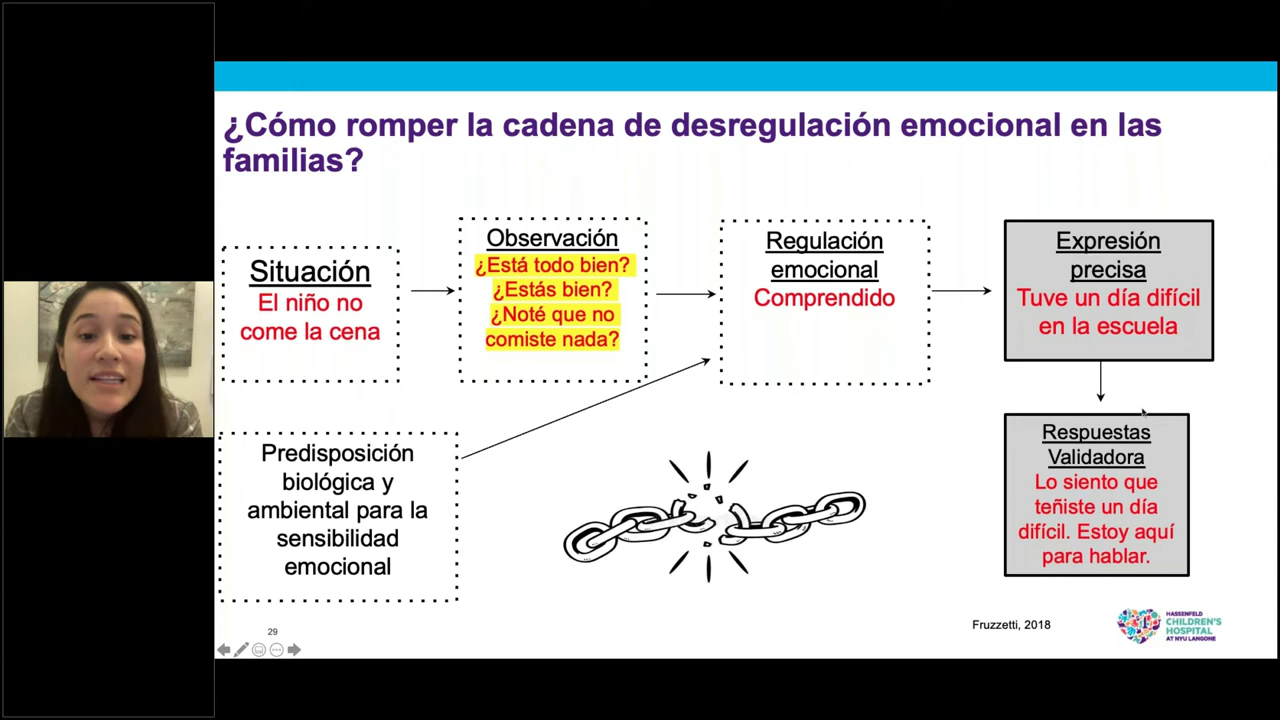 ¿Cómo romper la cadena de desregulación emocional en las
familias?
Situación
El niño no
come la cena
Observación
¿Está todo bien?
¿Estás bien?
¿Noté que no
comiste nada?
Regulación
emocional
Comprendido
Expresión
precisa
Tuve un día difícil
en la escuela
Predisposición
biológica y
ambiental para la
sensibilidad
emocional
Respuestas
Validadora
Lo siento que
teñiste un día
difícil. Estoy aquí
para hablar.
Fruzzetti, 2018
29
HASSENFELD
CHILDREN'S
HOSPITAL
AT NYU LANGONE